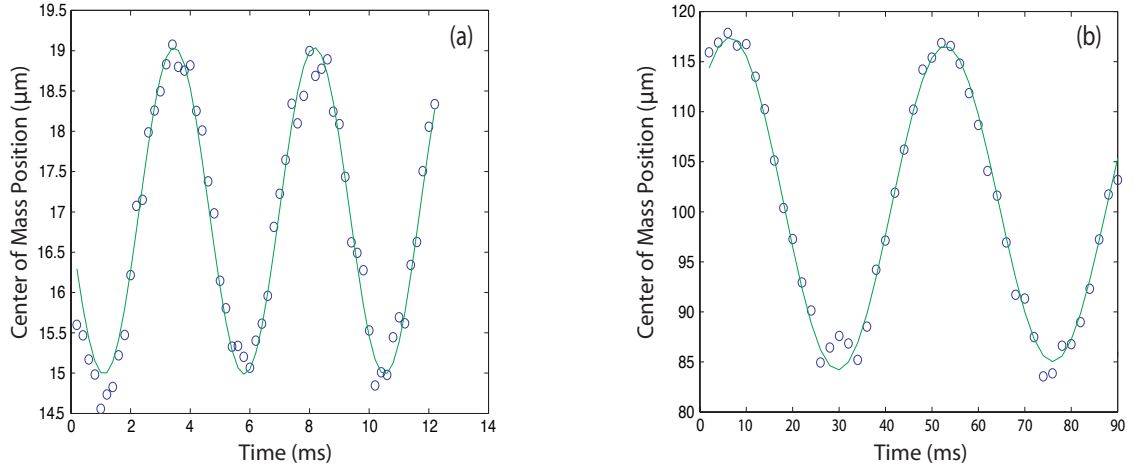 (a)
Center of Mass Position (μm)
19.5
19
18.5
18
17.5
17
16.5
16
15.5
15
14.5
0 2 4 6 8 10 12 14
Time (ms)
(b)
Center of Mass Position (μm)
120
115
110
105
100
95
90
85
80
0 10 20 30 40 50 60 70 80 90
Time (ms)